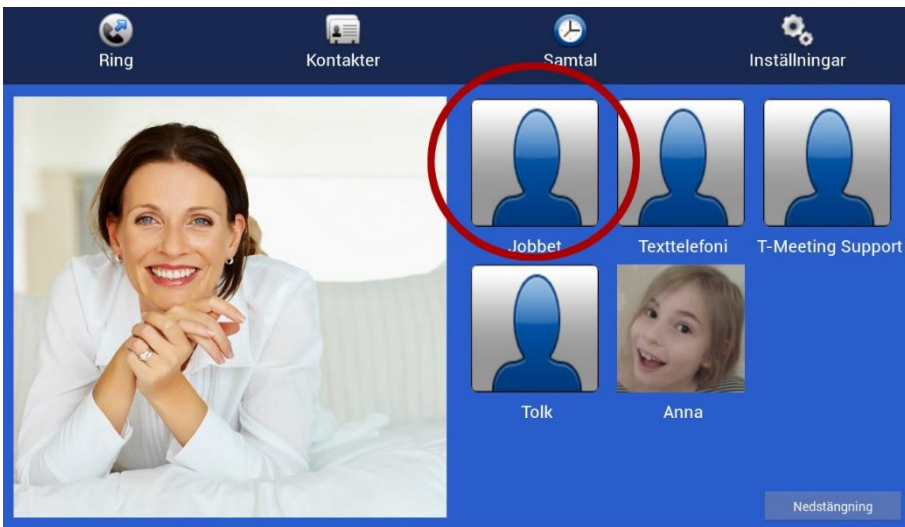 Ring
Kontakter
Samtal
Inställningar
Jobbet
Texttelefoni
T-Meeting Support
Tolk
Anna
Nedstängning